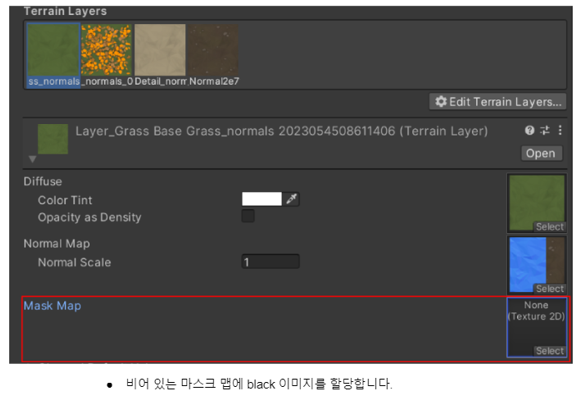 Terrain Layers
ss_normals _normals_0 Detail_norr Normal2e7
Edit Terrain Layers...
Layer_Grass Base Grass_normals 2023054508611406 (Terrain Layer)
Open
Diffuse
Color Tint
Opacity as Density
Select
Normal Map
Normal Scale
1
Select
Mask Map
None
(Texture 2D)
Select
• 비어 있는 마스크 맵에 black 이미지를 할당합니다.